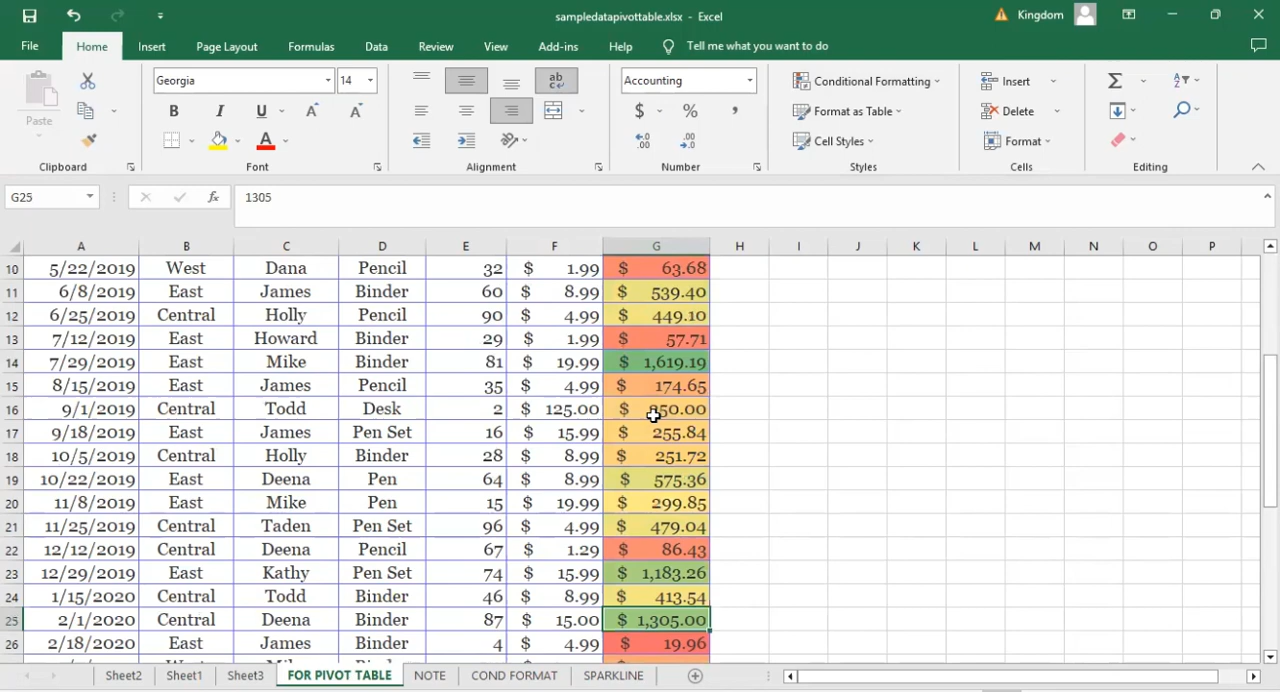 sampledatapivottable.xlsx - Excel
Kingdom
File Home Insert Page Layout Formulas Data Review View Add-ins Help Tell me what you want to do
Paste
Georgia 14
B I U A A A
ab
Accounting
$ % ,
Conditional Formatting
Format as Table
Cell Styles
Insert
Delete
Format
Clipboard Font Alignment Number Styles Cells Editing
G25 fx 1305
A B C D E F G H I J K L M N O P
10 5/22/2019 West Dana Pencil 32 $ 1.99 $ 63.68
11 6/8/2019 East James Binder 60 $ 8.99 $ 539.40
12 6/25/2019 Central Holly Pencil 90 $ 4.99 $ 449.10
13 7/12/2019 East Howard Binder 29 $ 1.99 $ 57.71
14 7/29/2019 East Mike Binder 81 $ 19.99 $ 1,619.19
15 8/15/2019 East James Pencil 35 $ 4.99 $ 174.65
16 9/1/2019 Central Todd Desk 2 $ 125.00 $
17 9/18/2019 East James Pen Set 16 $ 15.99 $ 255.84
18 10/5/2019 Central Holly Binder 28 $ 8.99 $ 251.72
19 10/22/2019 East Deena Pen 64 $ 8.99 $ 575.36
20 11/8/2019 East Mike Pen 15 $ 19.99 $ 299.85
21 11/25/2019 Central Taden Pen Set 96 $ 4.99 $ 479.04
22 12/12/2019 Central Deena Pencil 67 $ 1.29 $ 86.43
23 12/29/2019 East Kathy Pen Set 74 $ 15.99 $ 1,183.26
24 1/15/2020 Central Todd Binder 46 $ 8.99 $ 413.54
25 2/1/2020 Central Deena Binder 87 $ 15.00 $ 1,305.00
26 2/18/2020 East James Binder 4 $ 4.99 $ 19.96
Sheet2 Sheet1 Sheet3 FOR PIVOT TABLE NOTE COND FORMAT SPARKLINE